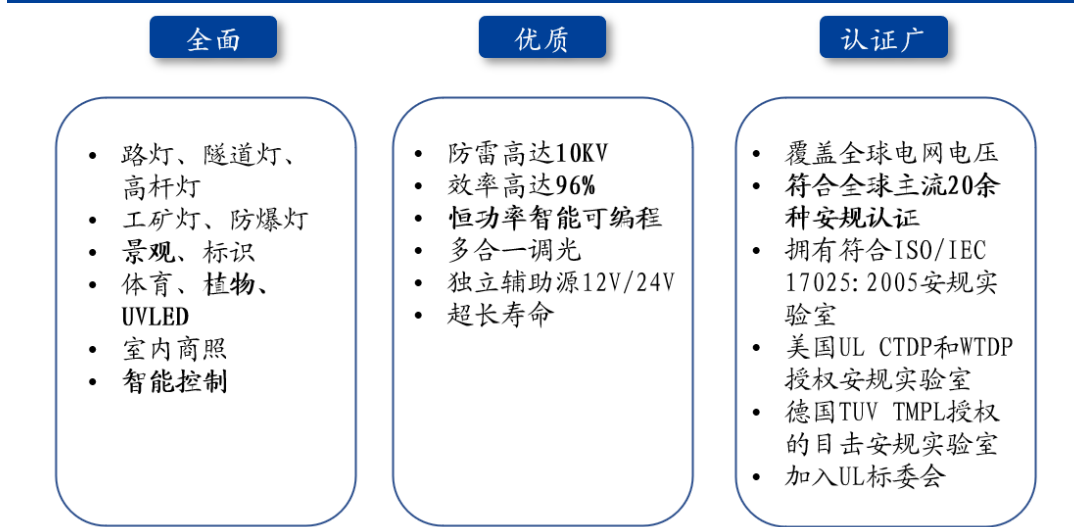 全面
• 路灯、隧道灯、
高杆灯
• 工矿灯、防爆灯
• 景观、标识
• 体育、植物、
UVLED
• 室内商照
• 智能控制
优质
• 防雷高达10KV
• 效率高达96%
• 恒功率智能可编程
• 多合一调光
• 独立辅助源12V/24V
• 超长寿命
认证广
• 覆盖全球电网电压
• 符合全球主流20余
种安规认证
• 拥有符合ISO/IEC
17025:2005安规实
验室
• 美国UL CTDP和WTDP
授权安规实验室
• 德国TUV TMPL授权
的目击安规实验室
• 加入UL标委会